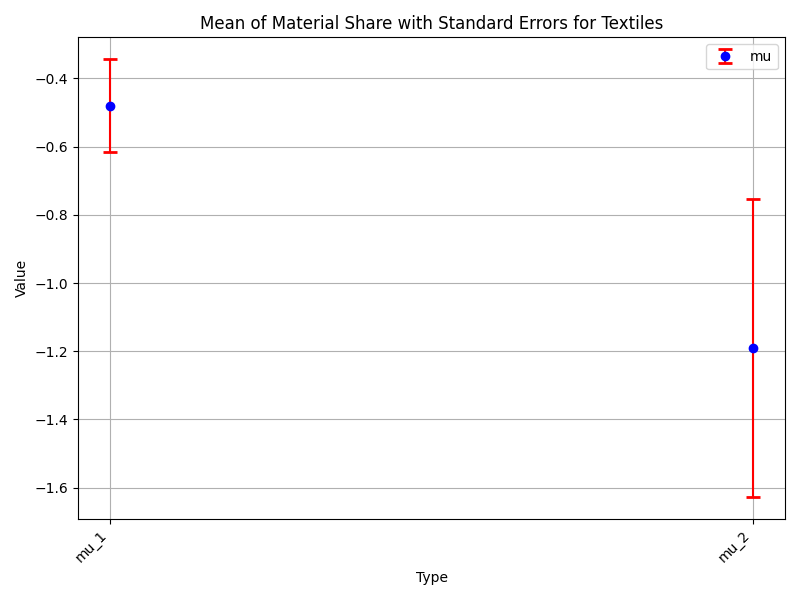 Mean of Material Share with Standard Errors for Textiles
mu
−0.4
−0.6
−0.8
−1.0
−1.2
−1.4
−1.6
Value
mu_1
mu_2
Type